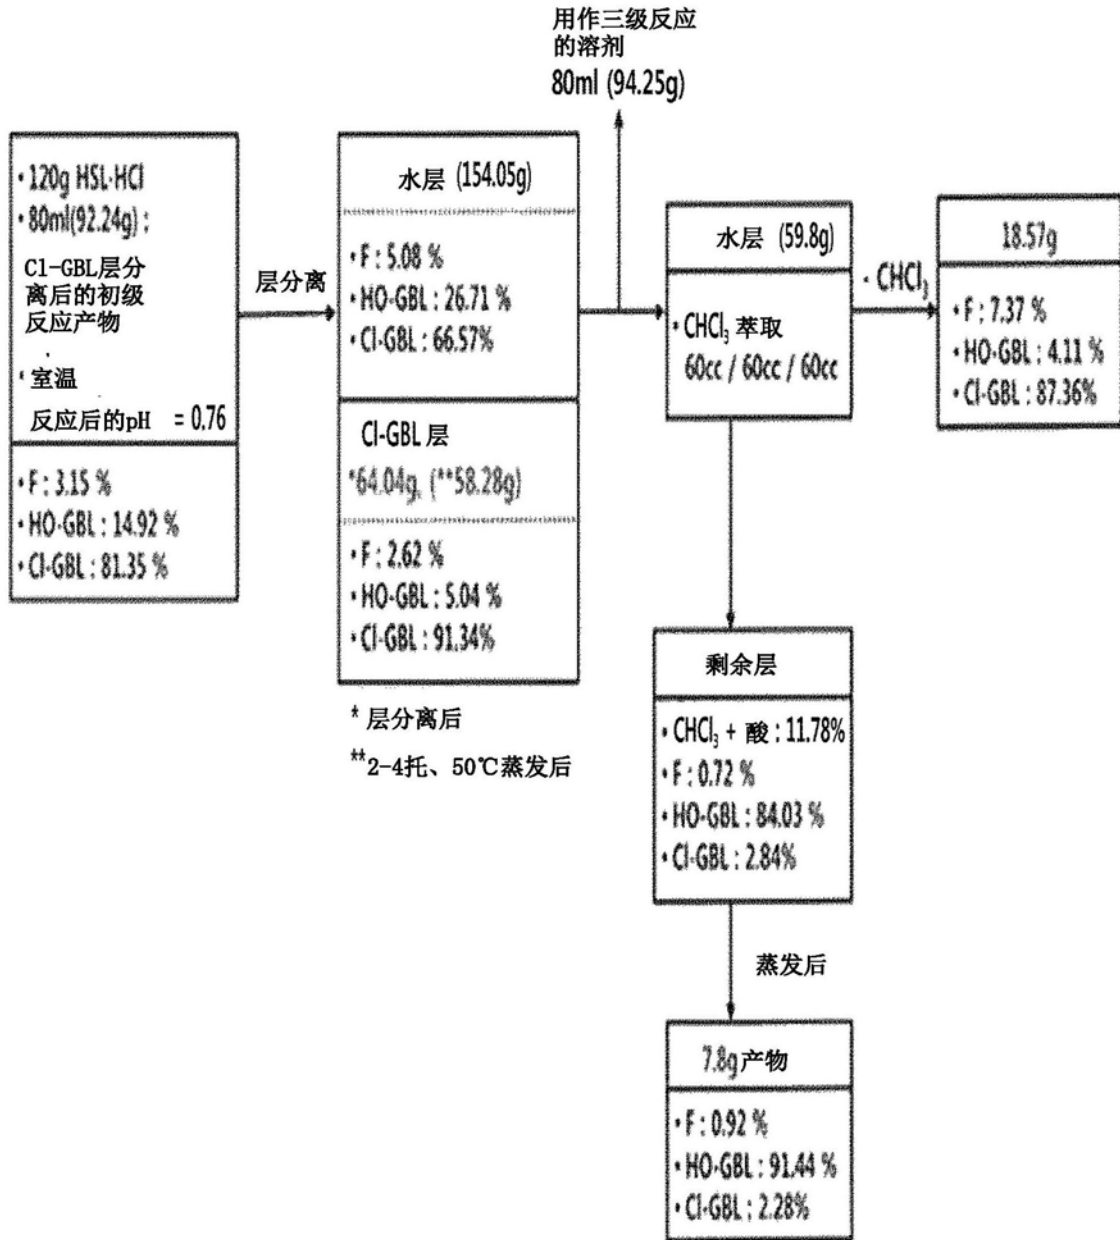 用作三级反应
的溶剂
80ml (94.25g)
• 120g HSL·HCl
• 80ml(92.24g) :
Cl-GBL层分
离后的初级
反应产物
• 室温
反应后的pH = 0.76
• F : 3.15 %
• HO-GBL : 14.92 %
• Cl-GBL : 81.35 %
层分离
水层 (154.05g)
• F : 5.08 %
• HO-GBL : 26.71 %
• Cl-GBL : 66.57%
Cl-GBL 层
*64.04g, (**58.28g)
• F : 2.62 %
• HO-GBL : 5.04 %
• Cl-GBL : 91.34%
* 层分离后
**2-4托、50℃蒸发后
水层 (59.8g)
• CHCl₃ 萃取
60cc / 60cc / 60cc
- CHCl₃
18.57g
• F : 7.37 %
• HO-GBL : 4.11 %
• Cl-GBL : 87.36%
剩余层
• CHCl₃ + 酸 : 11.78%
• F : 0.72 %
• HO-GBL : 84.03 %
• Cl-GBL : 2.84%
蒸发后
7.8g产物
• F : 0.92 %
• HO-GBL : 91.44 %
• Cl-GBL : 2.28%